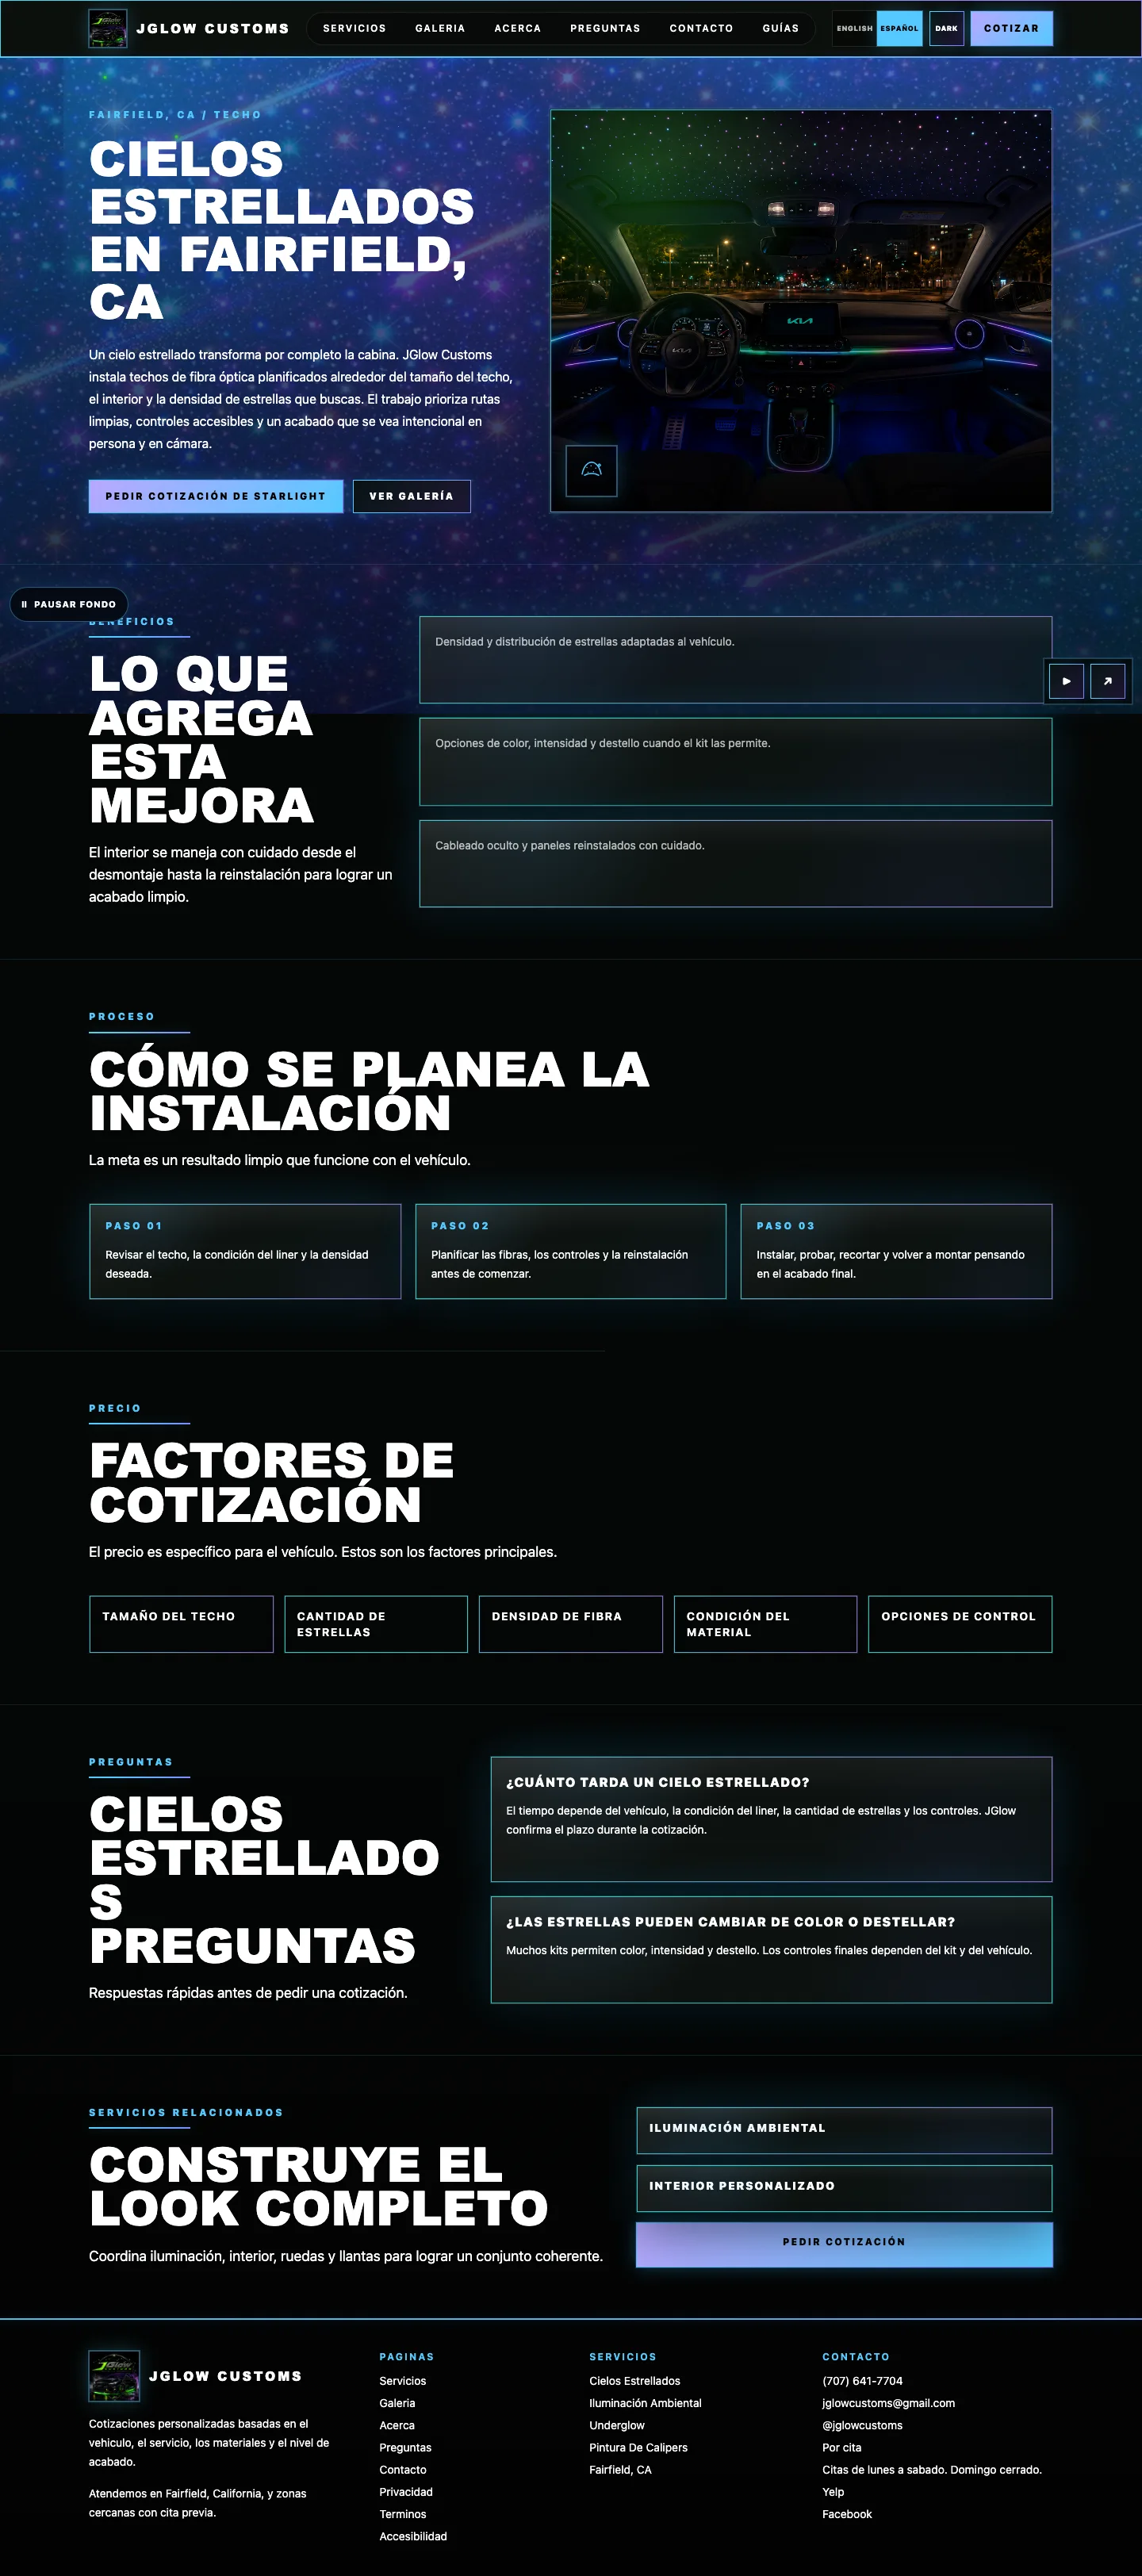 JGLOW CUSTOMS
SERVICIOS
GALERIA
ACERCA
PREGUNTAS
CONTACTO
GUÍAS
ENGLISH
ESPAÑOL
DARK
COTIZAR
FAIRFIELD, CA / TECHO
CIELOS
ESTRELLADOS
EN FAIRFIELD,
CA
Un cielo estrellado transforma por completo la cabina. JGlow Customs
instala techos de fibra óptica planificados alrededor del tamaño del techo,
el interior y la densidad de estrellas que buscas. El trabajo prioriza rutas
limpias, controles accesibles y un acabado que se vea intencional en
persona y en cámara.
PEDIR COTIZACIÓN DE STARLIGHT
VER GALERÍA
PAUSAR FONDO
BENEFICIOS
LO QUE
AGREGA
ESTA
MEJORA
El interior se maneja con cuidado desde el
desmontaje hasta la reinstalación para lograr un
acabado limpio.
Densidad y distribución de estrellas adaptadas al vehículo.
Opciones de color, intensidad y destello cuando el kit las permite.
Cableado oculto y paneles reinstalados con cuidado.
PROCESO
CÓMO SE PLANEA LA
INSTALACIÓN
La meta es un resultado limpio que funcione con el vehículo.
PASO 01
Revisar el techo, la condición del liner y la densidad
deseada.
PASO 02
Planificar las fibras, los controles y la reinstalación
antes de comenzar.
PASO 03
Instalar, probar, recortar y volver a montar pensando
en el acabado final.
PRECIO
FACTORES DE
COTIZACIÓN
El precio es específico para el vehículo. Estos son los factores principales.
TAMAÑO DEL TECHO
CANTIDAD DE
ESTRELLAS
DENSIDAD DE FIBRA
CONDICIÓN DEL
MATERIAL
OPCIONES DE CONTROL
PREGUNTAS
CIELOS
ESTRELLADO
S
PREGUNTAS
Respuestas rápidas antes de pedir una cotización.
¿CUÁNTO TARDA UN CIELO ESTRELLADO?
El tiempo depende del vehículo, la condición del liner, la cantidad de estrellas y los controles. JGlow
confirma el plazo durante la cotización.
¿LAS ESTRELLAS PUEDEN CAMBIAR DE COLOR O DESTELLAR?
Muchos kits permiten color, intensidad y destello. Los controles finales dependen del kit y del vehículo.
SERVICIOS RELACIONADOS
CONSTRUYE EL
LOOK COMPLETO
Coordina iluminación, interior, ruedas y llantas para lograr un conjunto coherente.
ILUMINACIÓN AMBIENTAL
INTERIOR PERSONALIZADO
PEDIR COTIZACIÓN
JGLOW CUSTOMS
Cotizaciones personalizadas basadas en el
vehiculo, el servicio, los materiales y el nivel de
acabado.
Atendemos en Fairfield, California, y zonas
cercanas con cita previa.
PAGINAS
Servicios
Galeria
Acerca
Preguntas
Contacto
Privacidad
Terminos
Accesibilidad
SERVICIOS
Cielos Estrellados
Iluminación Ambiental
Underglow
Pintura De Calipers
Fairfield, CA
CONTACTO
(707) 641-7704
jglowcustoms@gmail.com
@jglowcustoms
Por cita
Citas de lunes a sabado. Domingo cerrado.
Yelp
Facebook